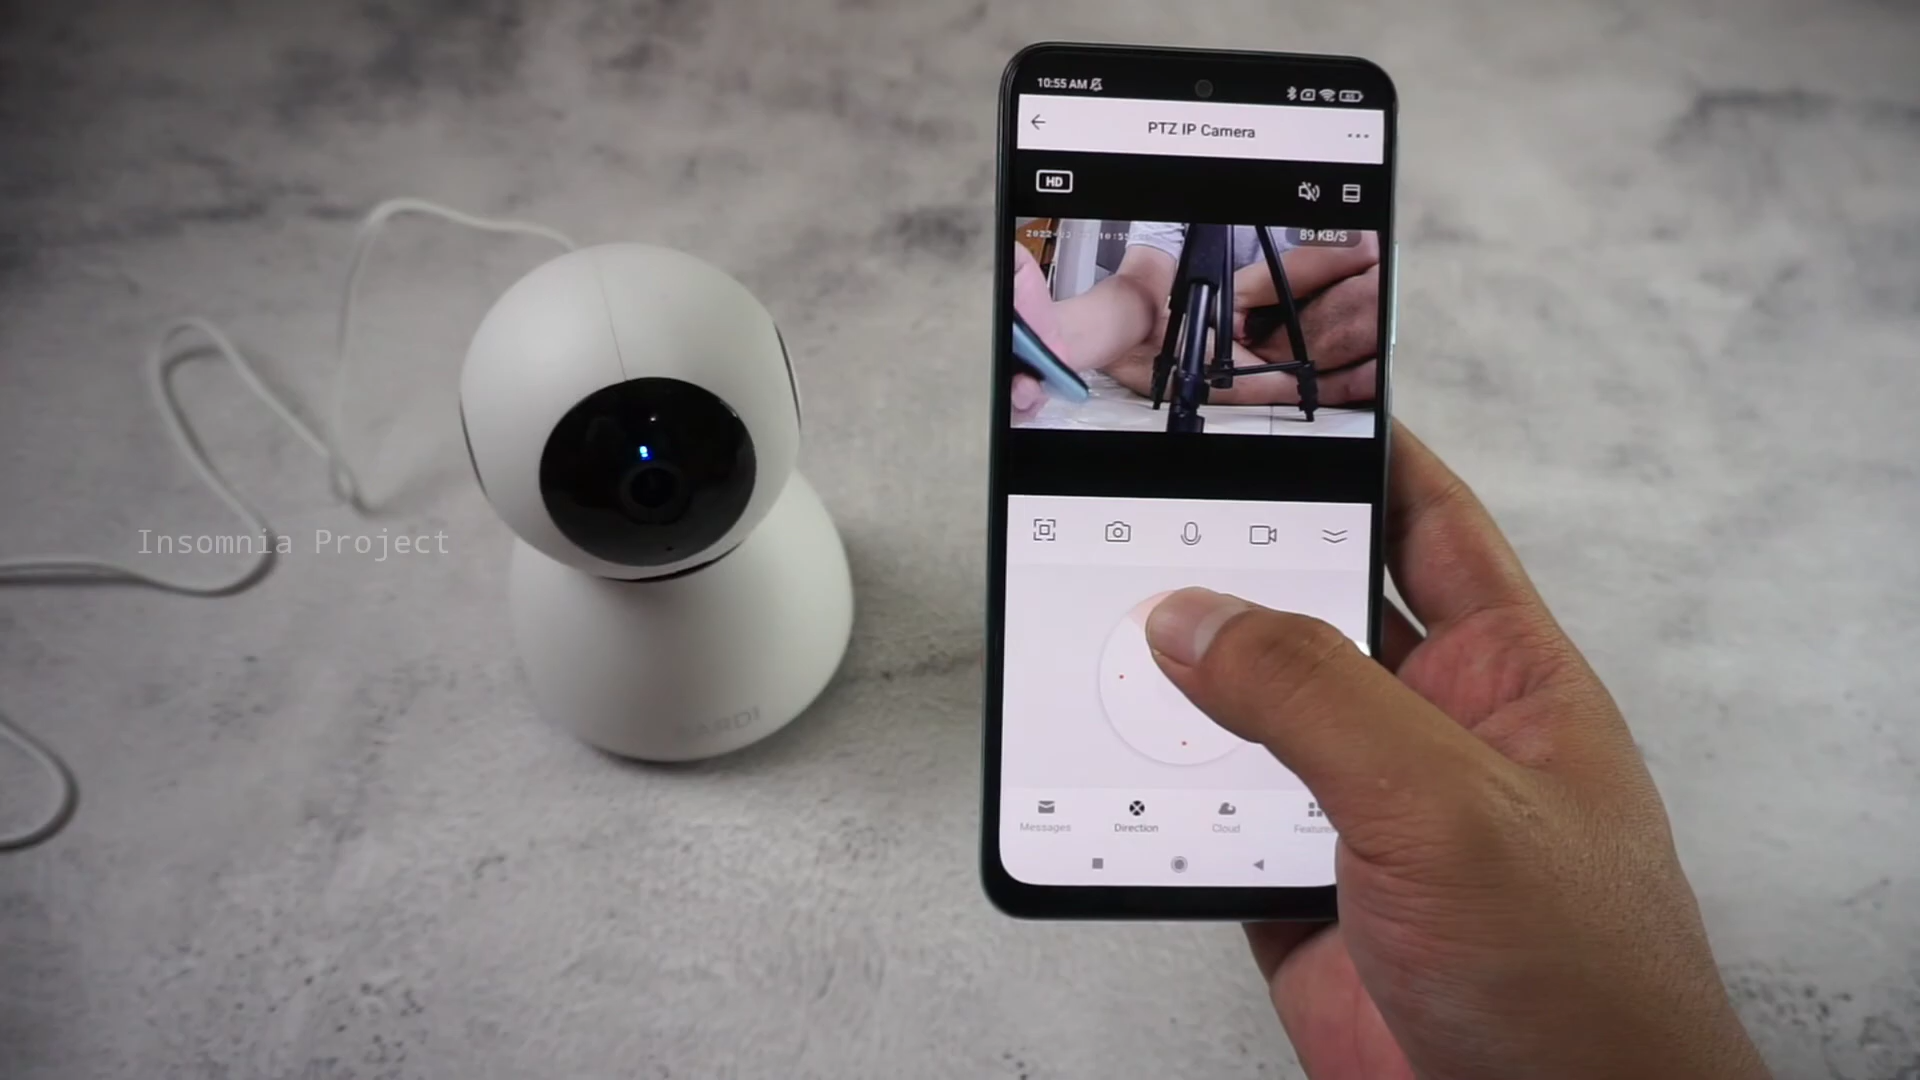 10:55 AM
PTZ IP Camera
HD
89 KB/S
Insomnia Project
Messages
Direction
Cloud